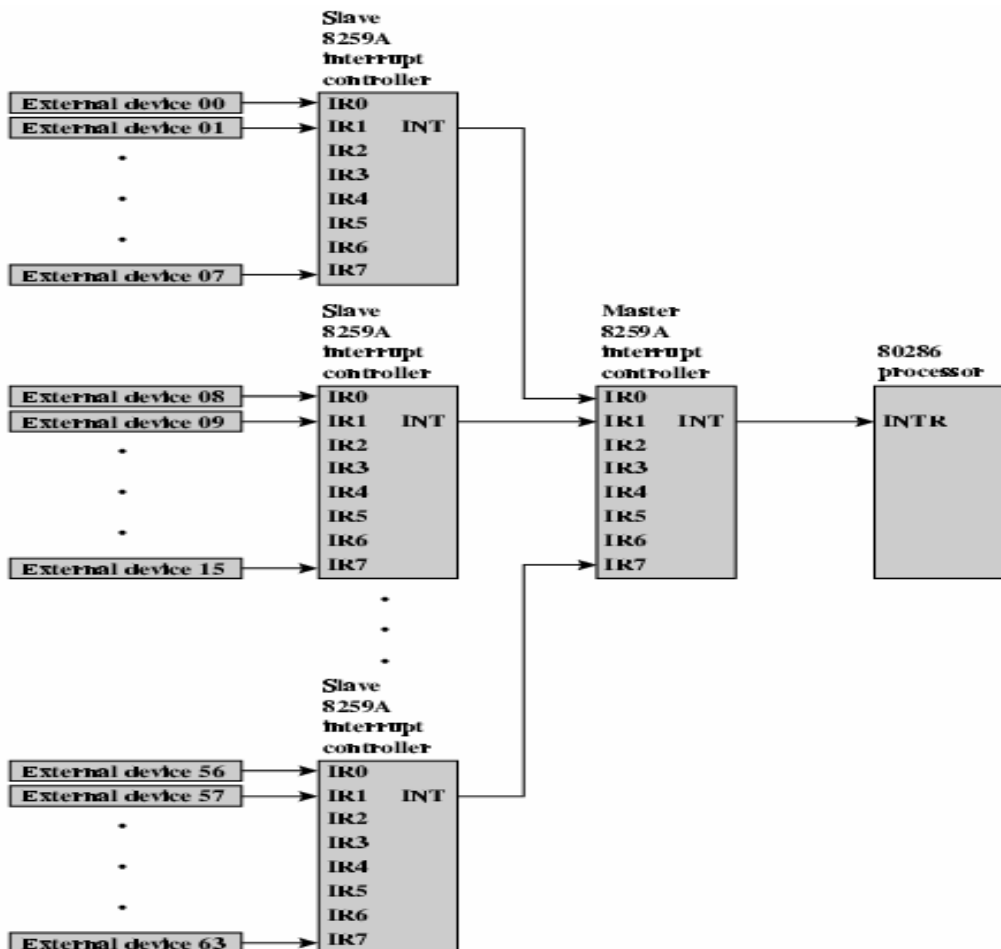 Slave
8259A
interrupt
controller
External device 00
IR0
External device 01
IR1 INT
IR2
IR3
IR4
IR5
IR6
External device 07
IR7
Slave
8259A
interrupt
controller
Master
8259A
interrupt
controller
80286
processor
External device 08
IR0
External device 09
IR1 INT
IR2
IR3
IR4
IR5
IR6
External device 15
IR7
IR0
IR1 INT
IR2
IR3
IR4
IR5
IR6
IR7
INTR
Slave
8259A
interrupt
controller
External device 56
IR0
External device 57
IR1 INT
IR2
IR3
IR4
IR5
IR6
External device 63
IR7